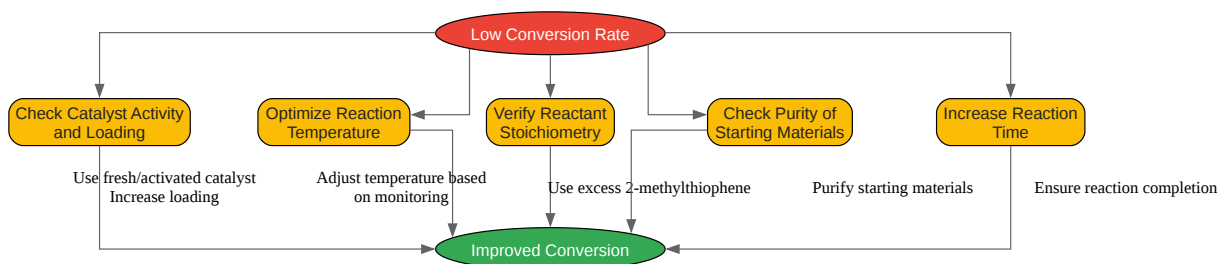 Low Conversion Rate
Check Catalyst Activity
and Loading
Optimize Reaction
Temperature
Verify Reactant
Stoichiometry
Check Purity of
Starting Materials
Increase Reaction
Time
Use fresh/activated catalyst
Increase loading
Adjust temperature based
on monitoring
Use excess 2-methylthiophene
Purify starting materials
Ensure reaction completion
Improved Conversion